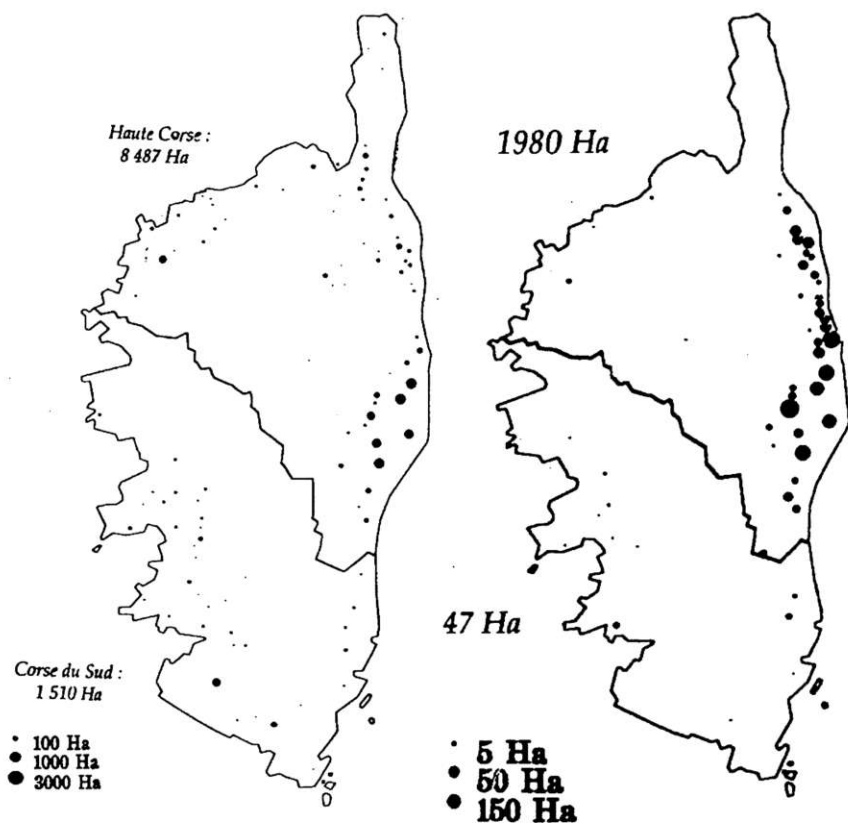 Haute Corse :
8 487 Ha
Corse du Sud :
1 510 Ha
100 Ha
1000 Ha
3000 Ha
1980 Ha
47 Ha
5 Ha
50 Ha
150 Ha